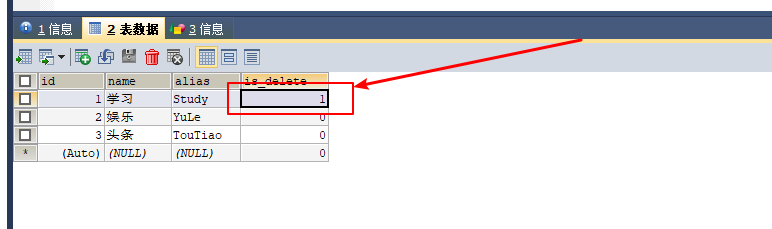 1 信息 2 表数据 3 信息
id name alias is_delete
1 学习 Study 1
2 娱乐 YuLe 0
3 头条 TouTiao 0
* (Auto) (NULL) (NULL) 0